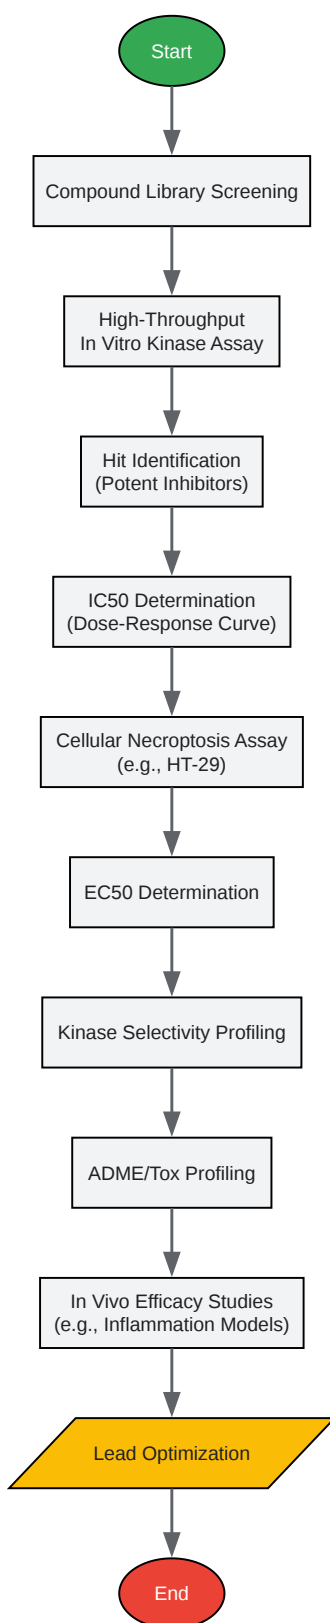 Start
Compound Library Screening
High-Throughput
In Vitro Kinase Assay
Hit Identification
(Potent Inhibitors)
IC50 Determination
(Dose-Response Curve)
Cellular Necroptosis Assay
(e.g., HT-29)
EC50 Determination
Kinase Selectivity Profiling
ADME/Tox Profiling
In Vivo Efficacy Studies
(e.g., Inflammation Models)
Lead Optimization
End